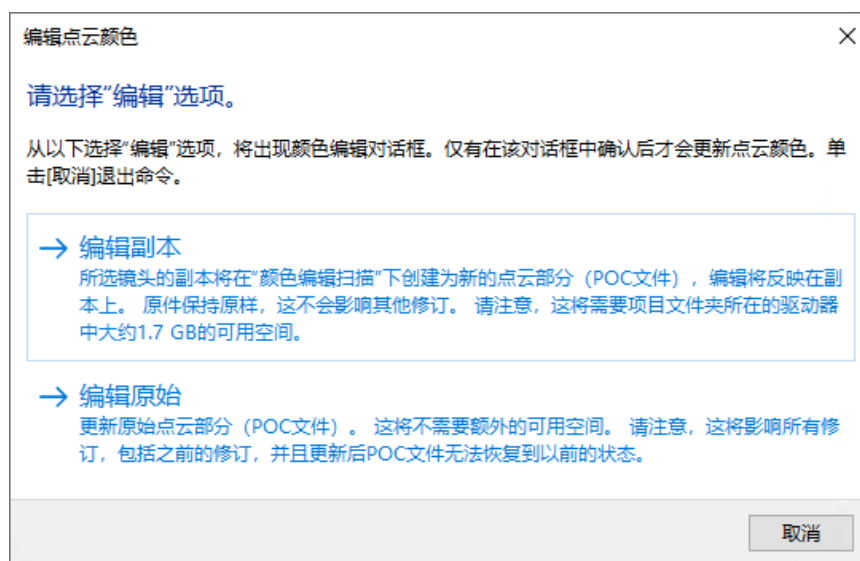 编辑点云颜色
请选择“编辑”选项。
从以下选择“编辑”选项，将出现颜色编辑对话框。仅有在该对话框中确认后才会更新点云颜色。单
击[取消]退出命令。
→ 编辑副本
所选镜头的副本将在“颜色编辑扫描”下创建为新的点云部分（POC文件），编辑将反映在副
本上。 原件保持原样，这不会影响其他修订。 请注意，这将需要项目文件夹所在的驱动器
中大约1.7 GB的可用空间。
→ 编辑原始
更新原始点云部分（POC文件）。 这将不需要额外的可用空间。 请注意，这将影响所有修
订，包括之前的修订，并且更新后POC文件无法恢复到以前的状态。
取消